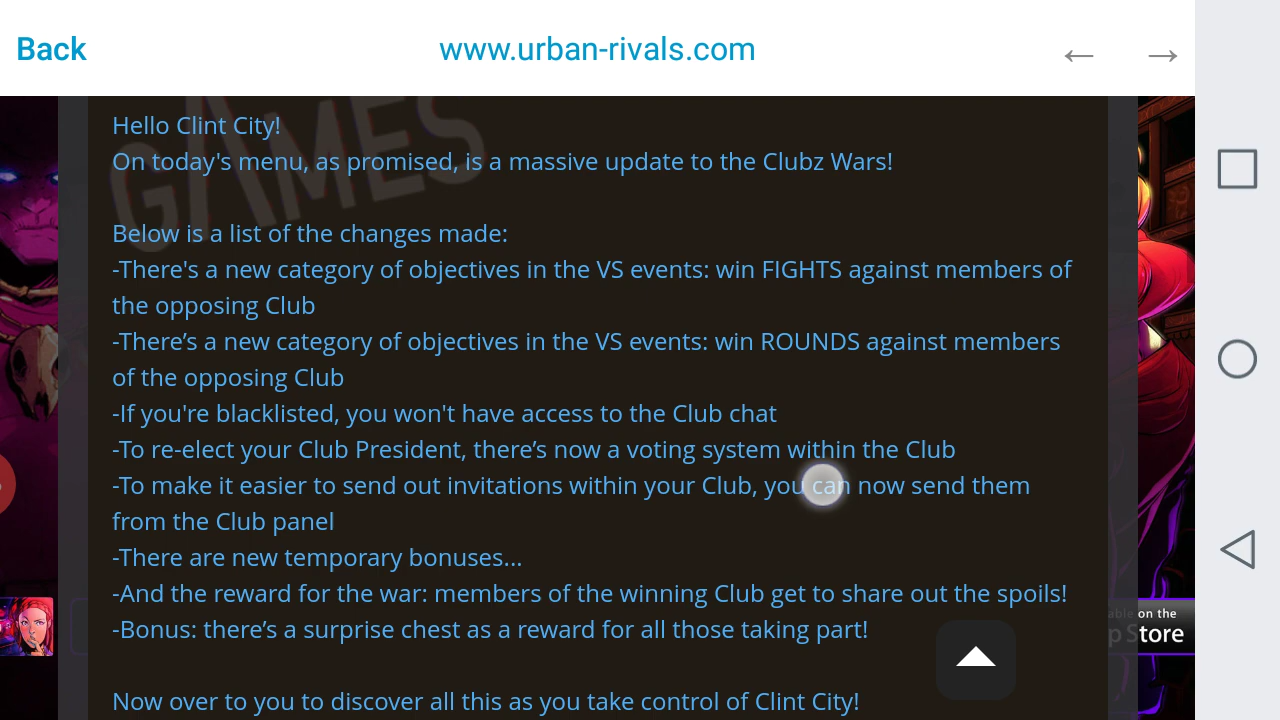 Back
www.urban-rivals.com
← →
GAMES
Hello Clint City!
On today's menu, as promised, is a massive update to the Clubz Wars!
Below is a list of the changes made:
-There's a new category of objectives in the VS events: win FIGHTS against members of
the opposing Club
-There’s a new category of objectives in the VS events: win ROUNDS against members
of the opposing Club
-If you're blacklisted, you won't have access to the Club chat
-To re-elect your Club President, there’s now a voting system within the Club
-To make it easier to send out invitations within your Club, you can now send them
from the Club panel
-There are new temporary bonuses...
-And the reward for the war: members of the winning Club get to share out the spoils!
-Bonus: there’s a surprise chest as a reward for all those taking part!
able on the
p Store
Now over to you to discover all this as you take control of Clint City!